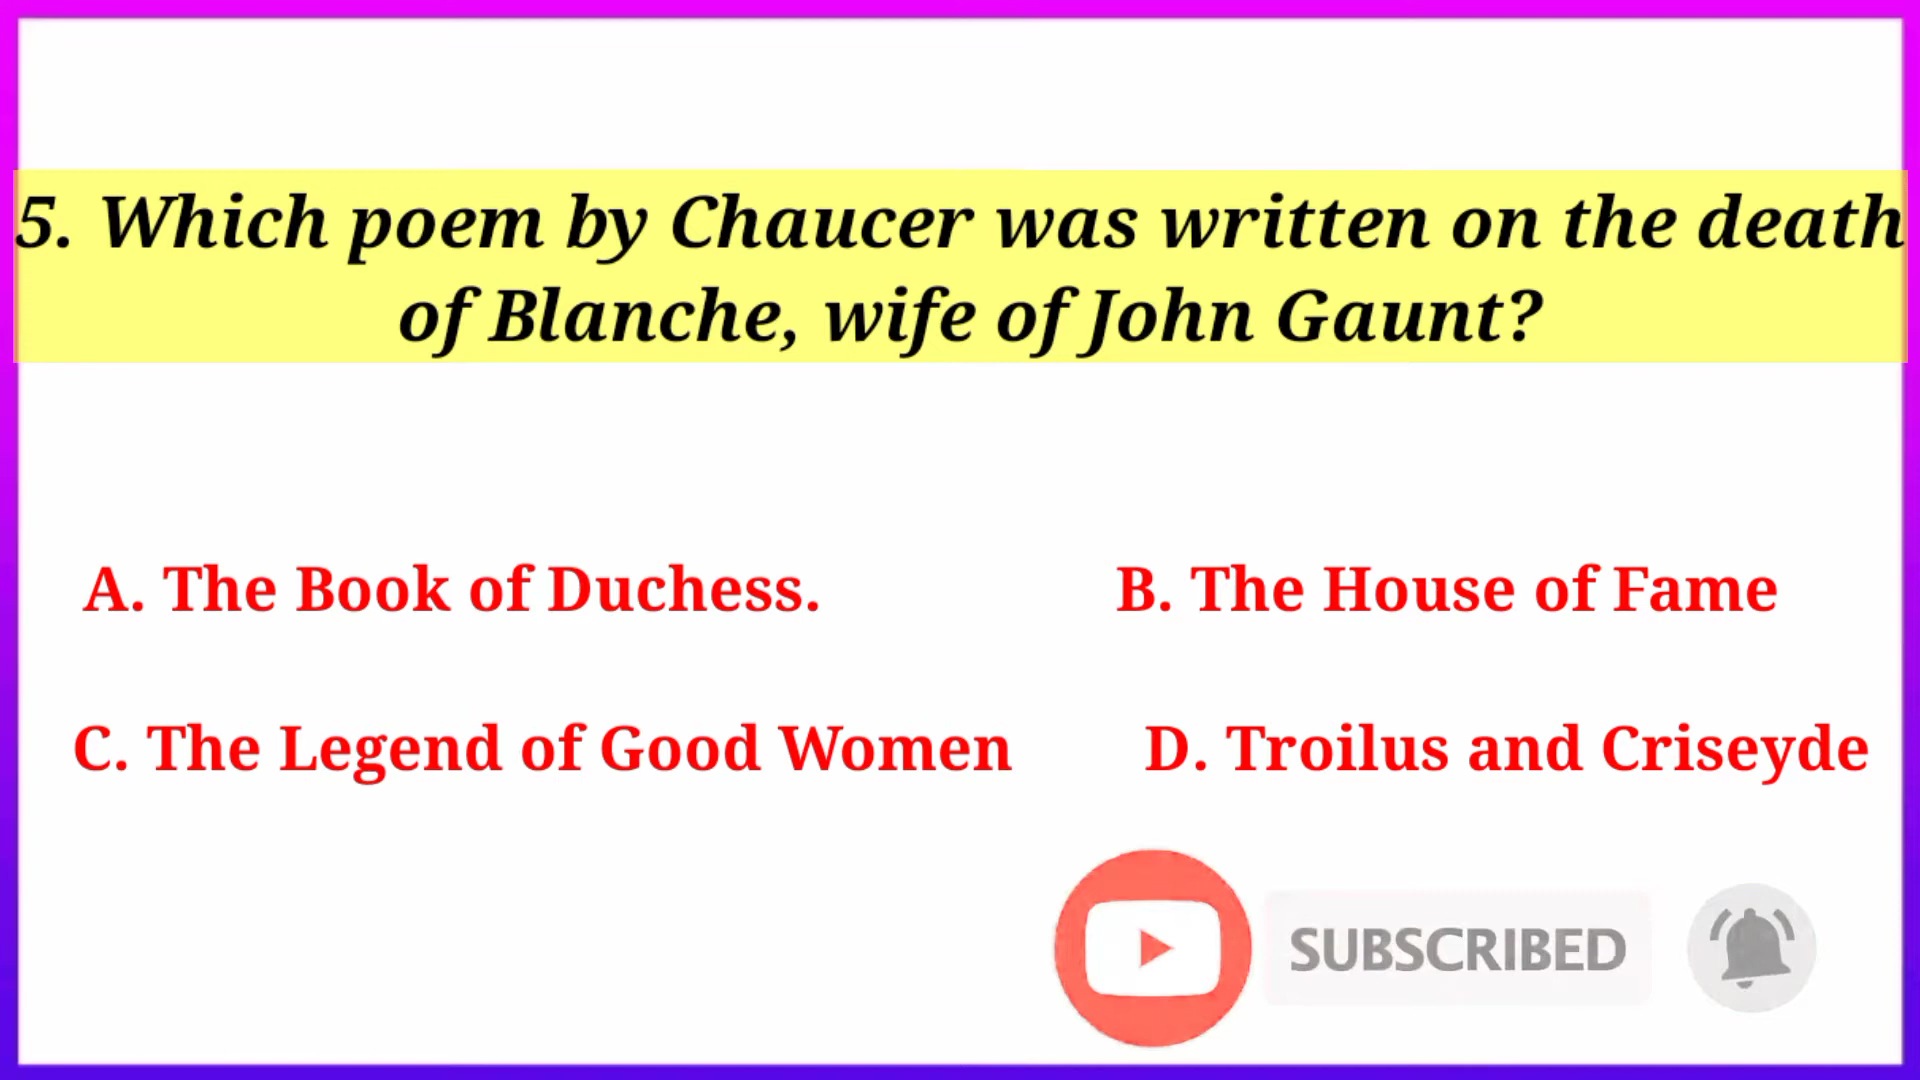 5. Which poem by Chaucer was written on the death
of Blanche, wife of John Gaunt?
A. The Book of Duchess.
B. The House of Fame
C. The Legend of Good Women
D. Troilus and Criseyde
SUBSCRIBED